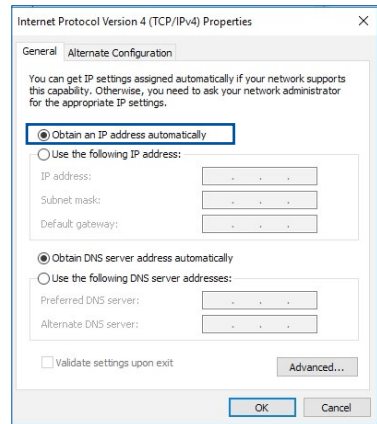 Internet Protocol Version 4 (TCP/IPv4) Properties
General
Alternate Configuration
You can get IP settings assigned automatically if your network supports
this capability. Otherwise, you need to ask your network administrator
for the appropriate IP settings.
Obtain an IP address automatically
Use the following IP address:
IP address:
Subnet mask:
Default gateway:
Obtain DNS server address automatically
Use the following DNS server addresses:
Preferred DNS server:
Alternate DNS server:
Validate settings upon exit
Advanced...
OK
Cancel